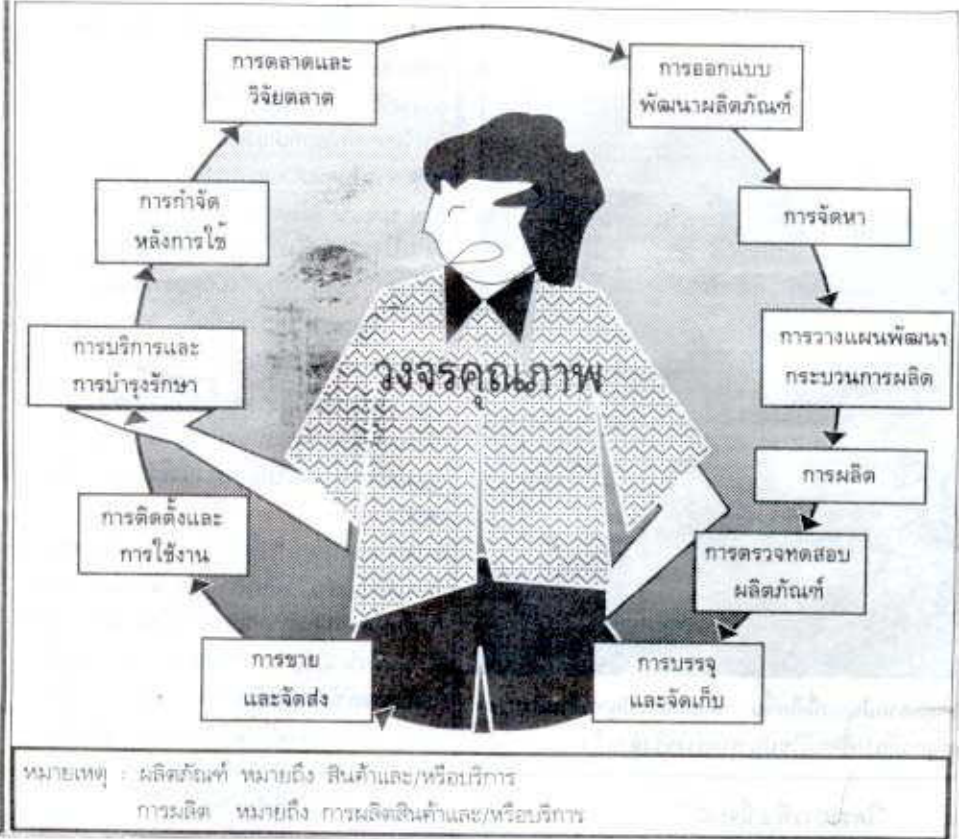 การตลาดและ
วิจัยตลาด
การออกแบบ
พัฒนาผลิตภัณฑ์
การจัดหา
การวางแผนพัฒนา
กระบวนการผลิต
การผลิต
การตรวจทดสอบ
ผลิตภัณฑ์
การบรรจุ
และจัดเก็บ
การขาย
และจัดส่ง
การติดตั้งและ
การใช้งาน
การบริการและ
การบำรุงรักษา
การกำจัด
หลังการใช้
วงจรคุณภาพ
หมายเหตุ : ผลิตภัณฑ์ หมายถึง สินค้าและ/หรือบริการ
การผลิต หมายถึง การผลิตสินค้าและ/หรือบริการ